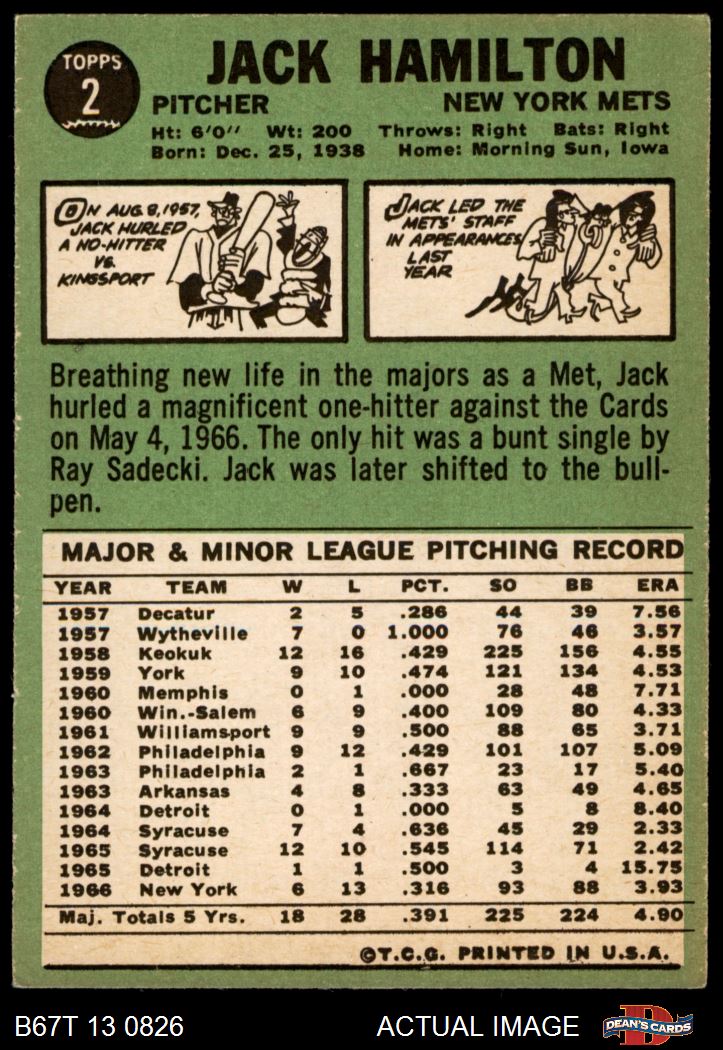 TOPPS
2
JACK HAMILTON
PITCHER NEW YORK METS
Ht: 6'0" Wt: 200 Throws: Right Bats: Right
Born: Dec. 25, 1938 Home: Morning Sun, Iowa
ON AUG. 8, 1957,
JACK HURLED
A NO-HITTER
VS.
KINGSPORT
JACK LED THE
METS' STAFF
IN APPEARANCES
LAST
YEAR
Breathing new life in the majors as a Met, Jack
hurled a magnificent one-hitter against the Cards
on May 4, 1966. The only hit was a bunt single by
Ray Sadecki. Jack was later shifted to the bull-
pen.
MAJOR & MINOR LEAGUE PITCHING RECORD
YEAR TEAM W L PCT. SO BB ERA
1957 Decatur 2 5 .286 44 39 7.56
1957 Wytheville 7 0 1.000 76 46 3.57
1958 Keokuk 12 16 .429 225 156 4.55
1959 York 9 10 .474 121 134 4.53
1960 Memphis 0 1 .000 28 48 7.71
1960 Win.-Salem 6 9 .400 109 80 4.33
1961 Williamsport 9 9 .500 88 65 3.71
1962 Philadelphia 9 12 .429 101 107 5.09
1963 Philadelphia 2 1 .667 23 17 5.40
1963 Arkansas 4 8 .333 63 49 4.65
1964 Detroit 0 1 .000 5 8 8.40
1964 Syracuse 7 4 .636 45 29 2.33
1965 Syracuse 12 10 .545 114 71 2.42
1965 Detroit 1 1 .500 3 4 15.75
1966 New York 6 13 .316 93 88 3.93
Maj. Totals 5 Yrs. 18 28 .391 225 224 4.90
©T.C.G. PRINTED IN U.S.A.
B67T 13 0826 ACTUAL IMAGE
DEAN'S CARDS